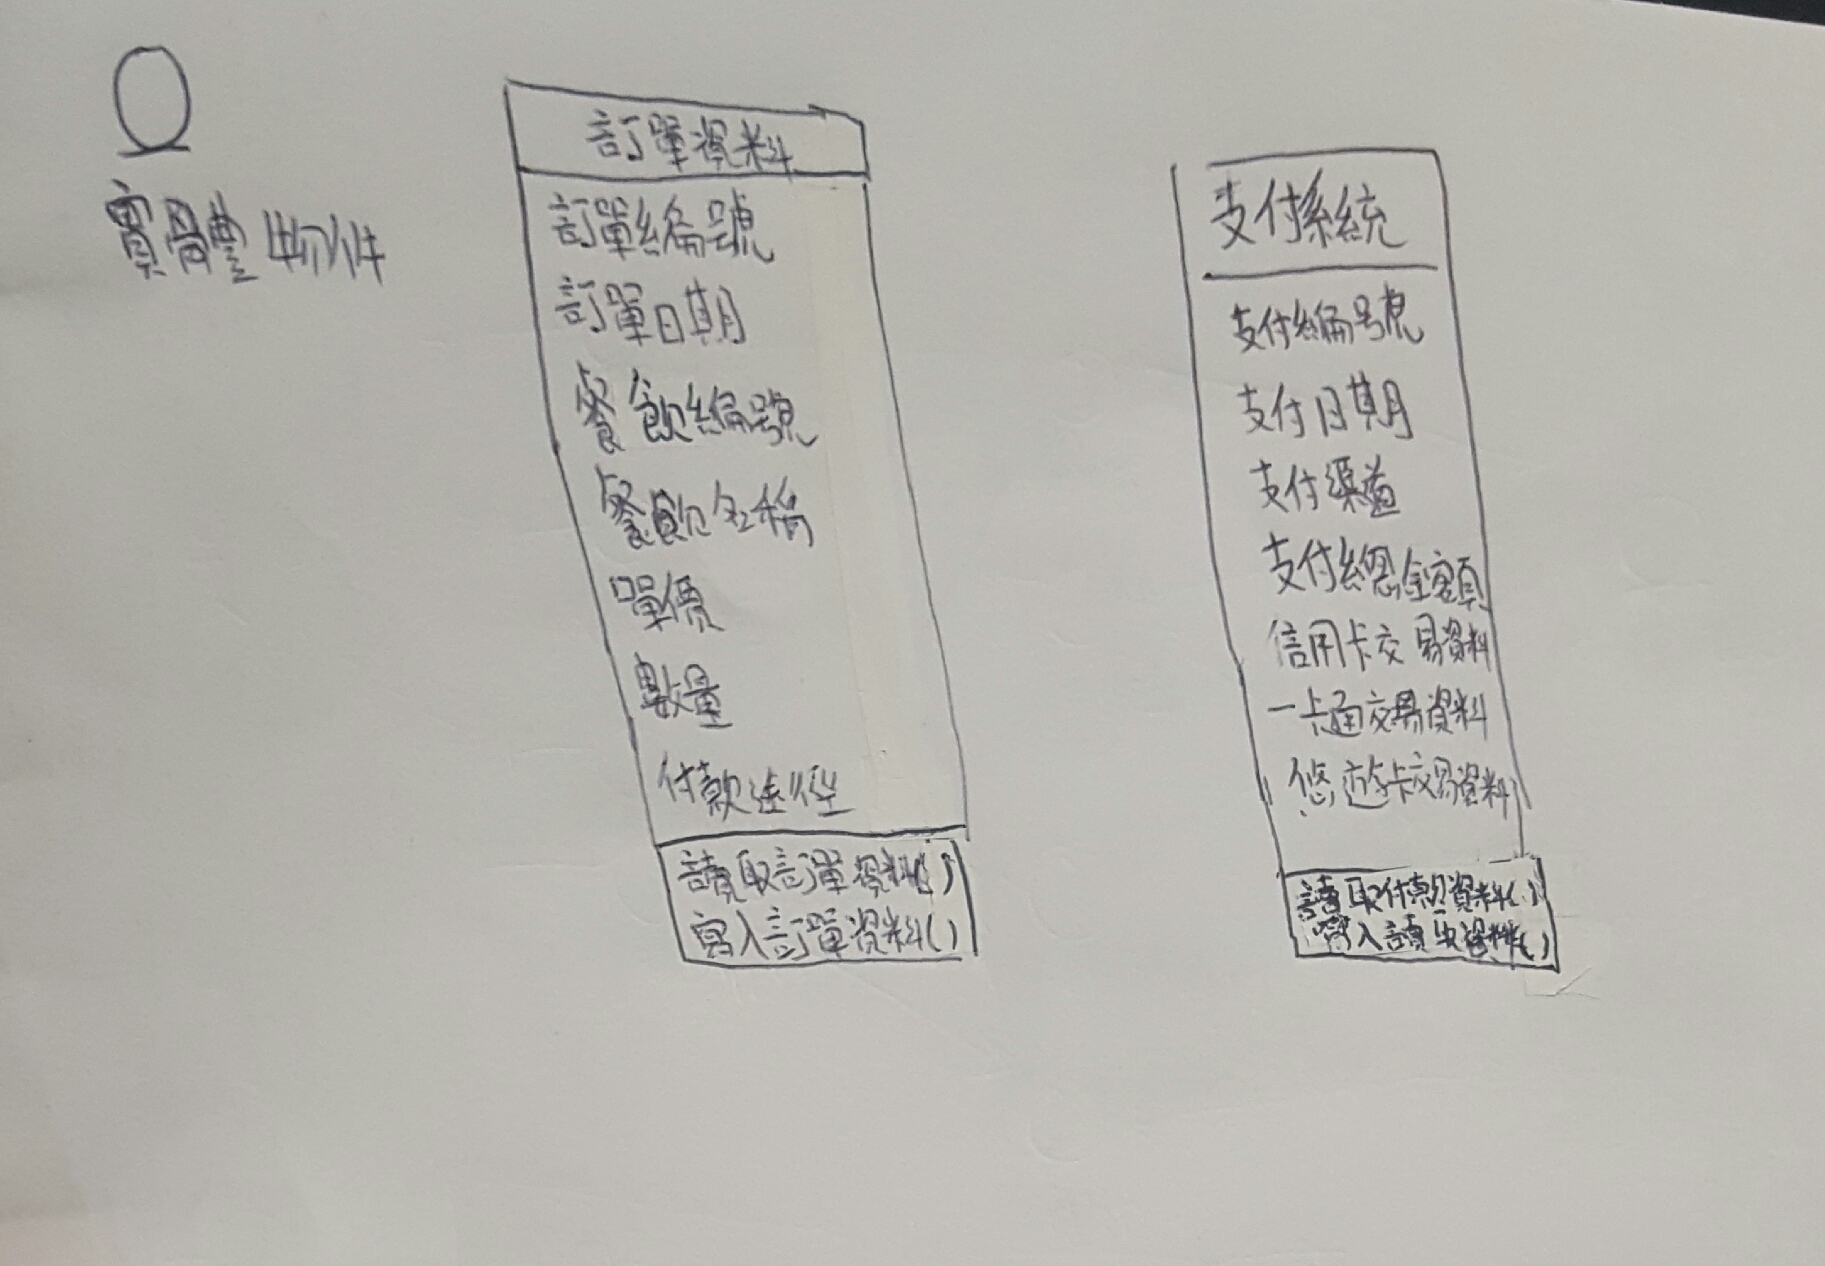 實體物件
訂單資料
訂單編號
訂單日期
餐飲編號
餐飲名稱
單價
數量
付款途徑
讀取訂單資料()
寫入訂單資料()
支付系統
支付編號
支付日期
支付渠道
支付總金額
信用卡交易資料
一卡通交易資料
悠遊卡交易資料
讀取付款資料()
寫入讀取資料()